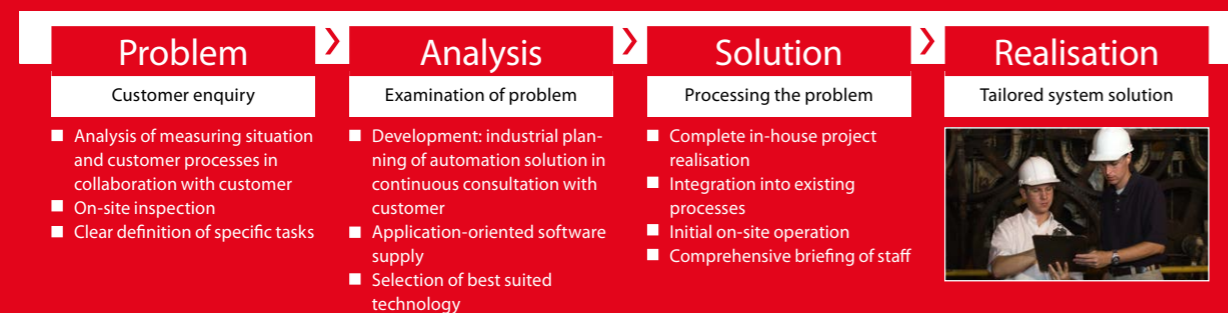 Problem
Customer enquiry
Analysis of measuring situation
and customer processes in
collaboration with customer
On-site inspection
Clear definition of specific tasks
Analysis
Examination of problem
Development: industrial plan-
ning of automation solution in
continuous consultation with
customer
Application-oriented software
supply
Selection of best suited
technology
Solution
Processing the problem
Complete in-house project
realisation
Integration into existing
processes
Initial on-site operation
Comprehensive briefing of staff
Realisation
Tailored system solution